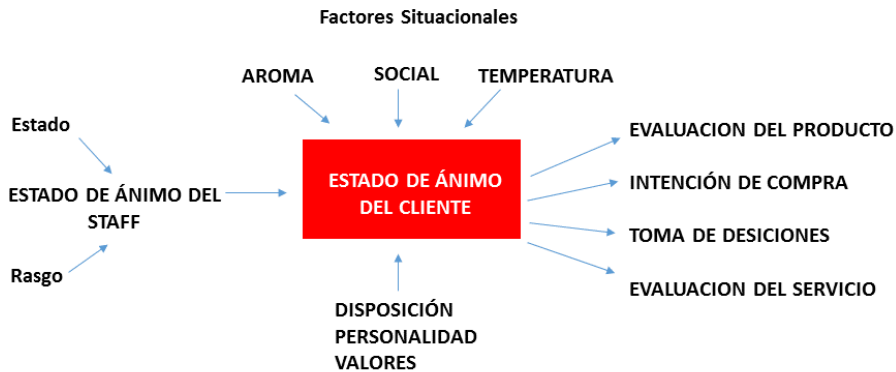 Factores Situacionales
AROMA
SOCIAL
TEMPERATURA
Estado
ESTADO DE ÁNIMO DEL
STAFF
Rasgo
ESTADO DE ÁNIMO
DEL CLIENTE
EVALUACION DEL PRODUCTO
INTENCIÓN DE COMPRA
TOMA DE DESICIONES
EVALUACION DEL SERVICIO
DISPOSICIÓN
PERSONALIDAD
VALORES